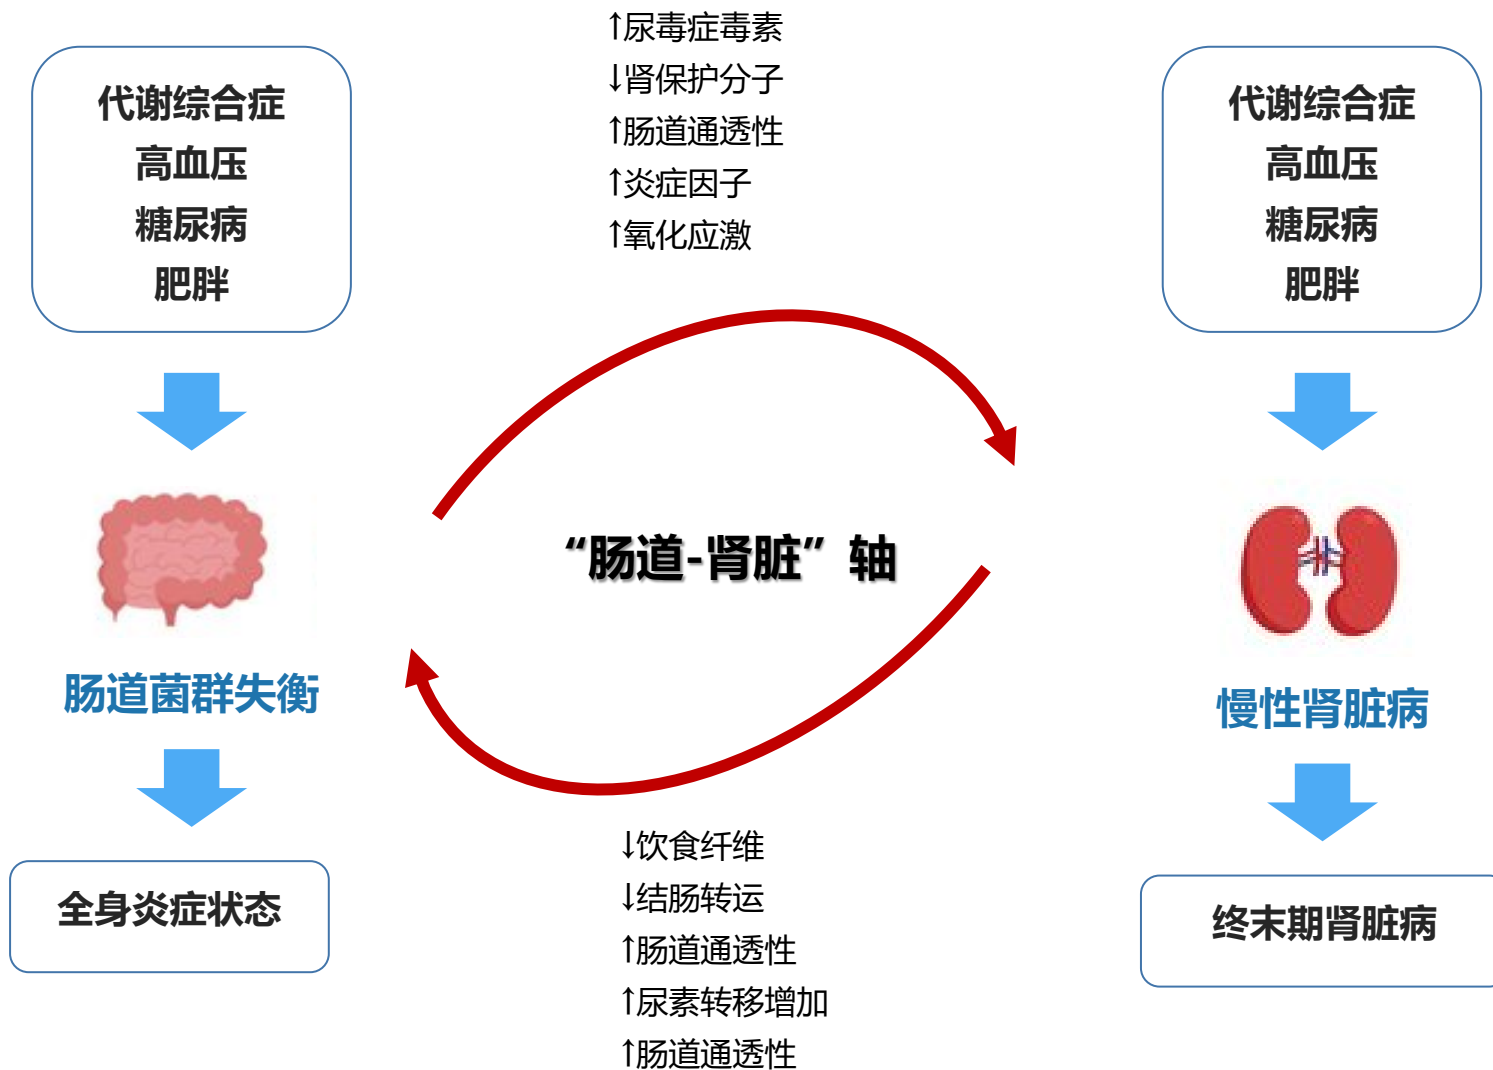 ↑尿毒症毒素
↓肾保护分子
↑肠道通透性
↑炎症因子
↑氧化应激
代谢综合症
高血压
糖尿病
肥胖
代谢综合症
高血压
糖尿病
肥胖
“肠道-肾脏”轴
肠道菌群失衡
慢性肾脏病
全身炎症状态
终末期肾脏病
↓饮食纤维
↓结肠转运
↑肠道通透性
↑尿素转移增加
↑肠道通透性